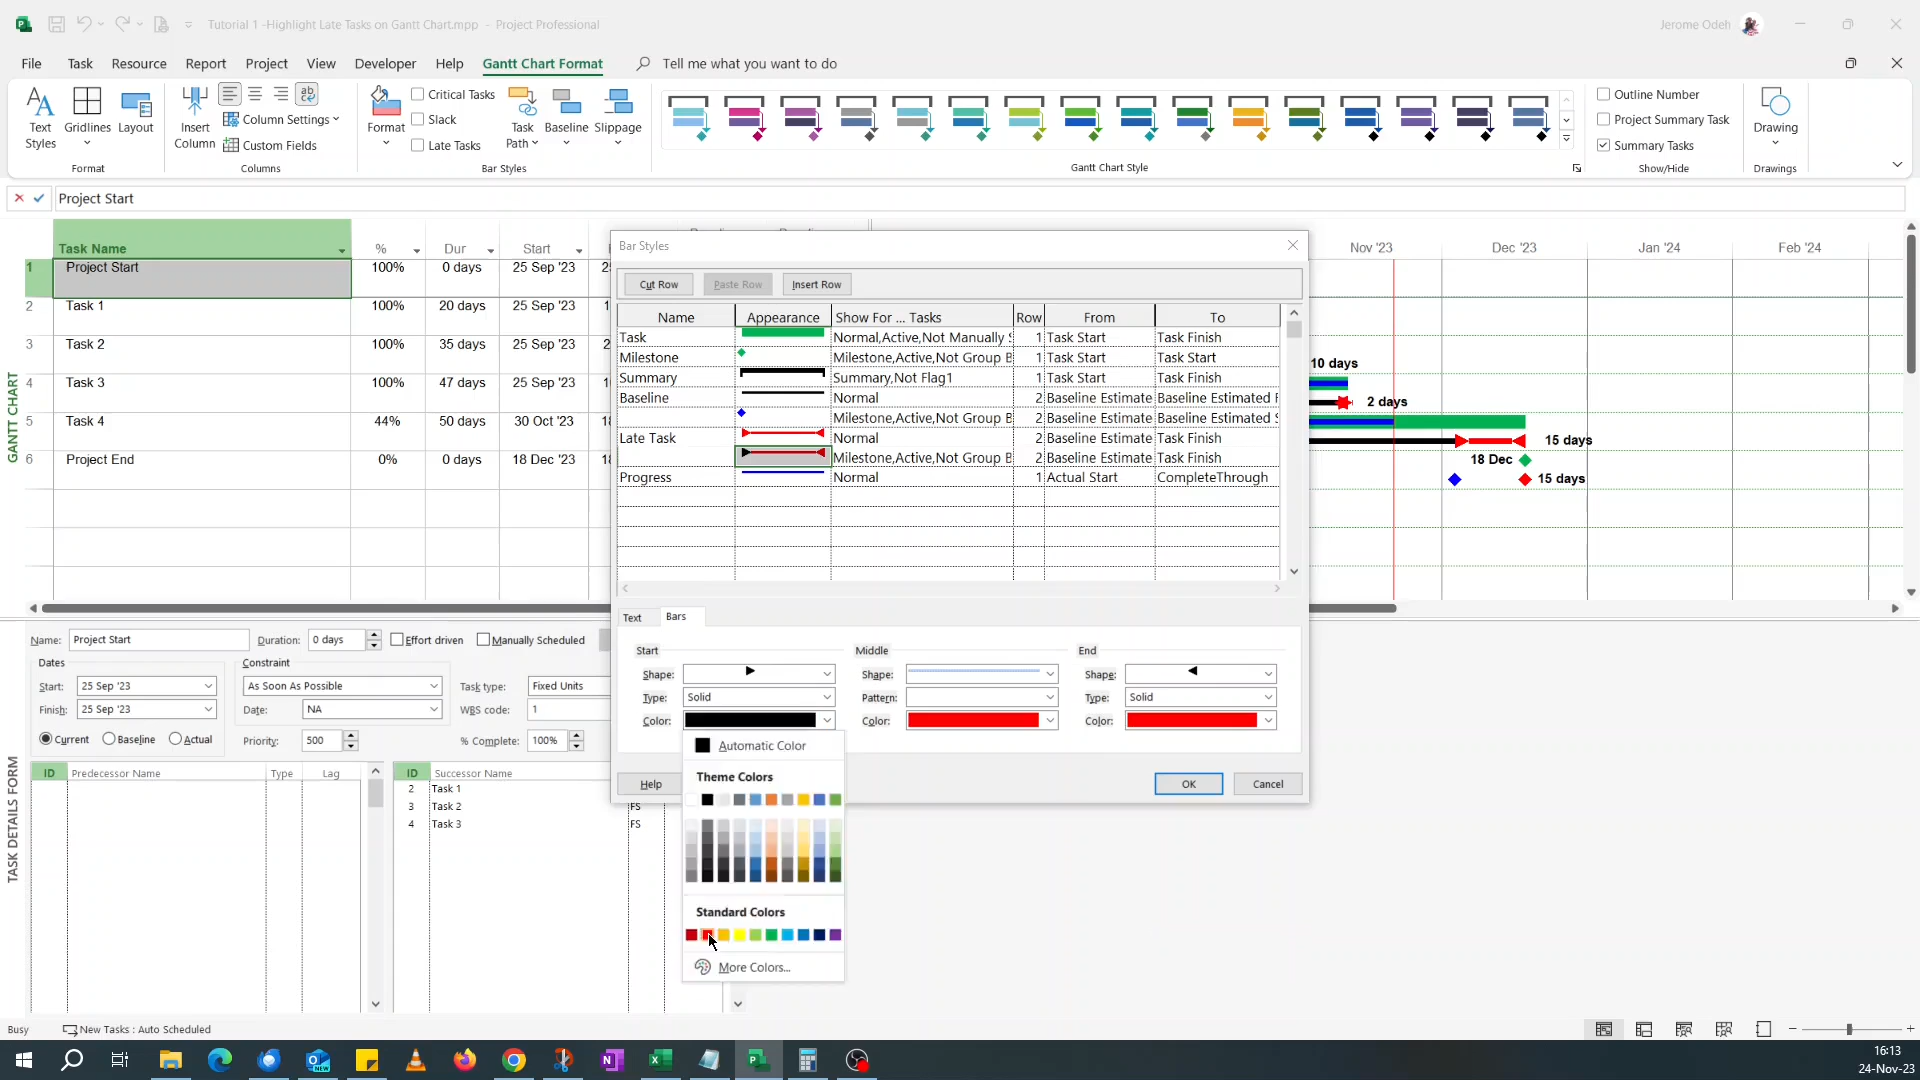 Tutorial 1 -Highlight Late Tasks on Gantt Chart.mpp - Project Professional
Jerome Odeh
File Task Resource Report Project View Developer Help Gantt Chart Format Tell me what you want to do
Text Styles
Gridlines
Layout
Format
Insert Column
Column Settings
Custom Fields
Columns
Format
Critical Tasks
Slack
Late Tasks
Task Path
Baseline
Slippage
Bar Styles
Gantt Chart Style
Outline Number
Project Summary Task
Summary Tasks
Show/Hide
Drawing
Drawings
Project Start
Task Name % Dur Start
1 Project Start 100% 0 days 25 Sep '23
2 Task 1 100% 20 days 25 Sep '23
3 Task 2 100% 35 days 25 Sep '23
4 Task 3 100% 47 days 25 Sep '23
5 Task 4 44% 50 days 30 Oct '23
6 Project End 0% 0 days 18 Dec '23
GANTT CHART
Bar Styles
Cut Row Paste Row Insert Row
Name Appearance Show For ... Tasks Row From To
Task Normal,Active,Not Manually 1 Task Start Task Finish
Milestone Milestone,Active,Not Group 1 Task Start Task Start
Summary Summary,Not Flag1 1 Task Start Task Finish
Baseline Normal 2 Baseline Estimate Baseline Estimated
Milestone,Active,Not Group 2 Baseline Estimate Baseline Estimated
Late Task Normal 2 Baseline Estimate Task Finish
Milestone,Active,Not Group 2 Baseline Estimate Task Finish
Progress Normal 1 Actual Start CompleteThrough
Text Bars
Start Middle End
Shape: Shape: Shape:
Type: Solid Pattern: Type: Solid
Color: Color: Color:
Automatic Color
Theme Colors
Standard Colors
More Colors...
Help OK Cancel
Nov '23 Dec '23 Jan '24 Feb '24
10 days
2 days
15 days
18 Dec
15 days
Name: Project Start Duration: 0 days Effort driven Manually Scheduled
Dates Constraint
Start: 25 Sep '23 As Soon As Possible Task type: Fixed Units
Finish: 25 Sep '23 Date: NA WBS code: 1
Current Baseline Actual Priority: 500 % Complete: 100%
ID Predecessor Name Type Lag ID Successor Name
2 Task 1
3 Task 2 FS
4 Task 3 FS
TASK DETAILS FORM
Busy New Tasks : Auto Scheduled
16:13
24-Nov-23